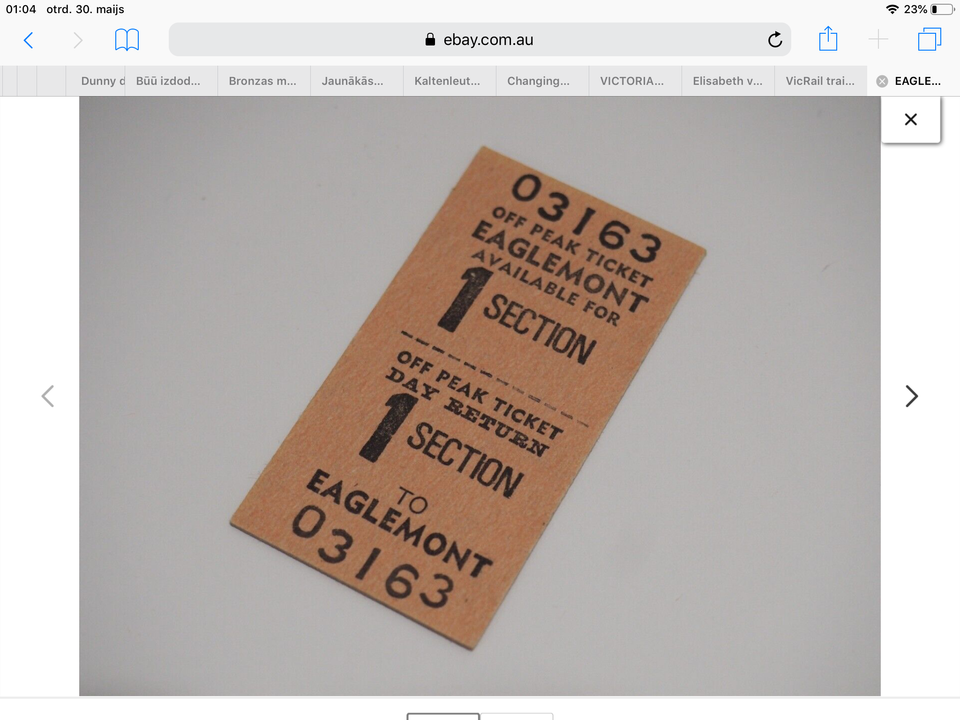 01:04 otrd. 30. maijs
23%
ebay.com.au
Dunny d
Būū izdod...
Bronzas m...
Jaunākās...
Kaltenleut...
Changing...
VICTORIA...
Elisabeth v...
VicRail trai...
EAGLE...
03163
OFF PEAK TICKET
EAGLEMONT
AVAILABLE FOR
1 SECTION
OFF PEAK TICKET
DAY RETURN
1 SECTION
TO
EAGLEMONT
03163